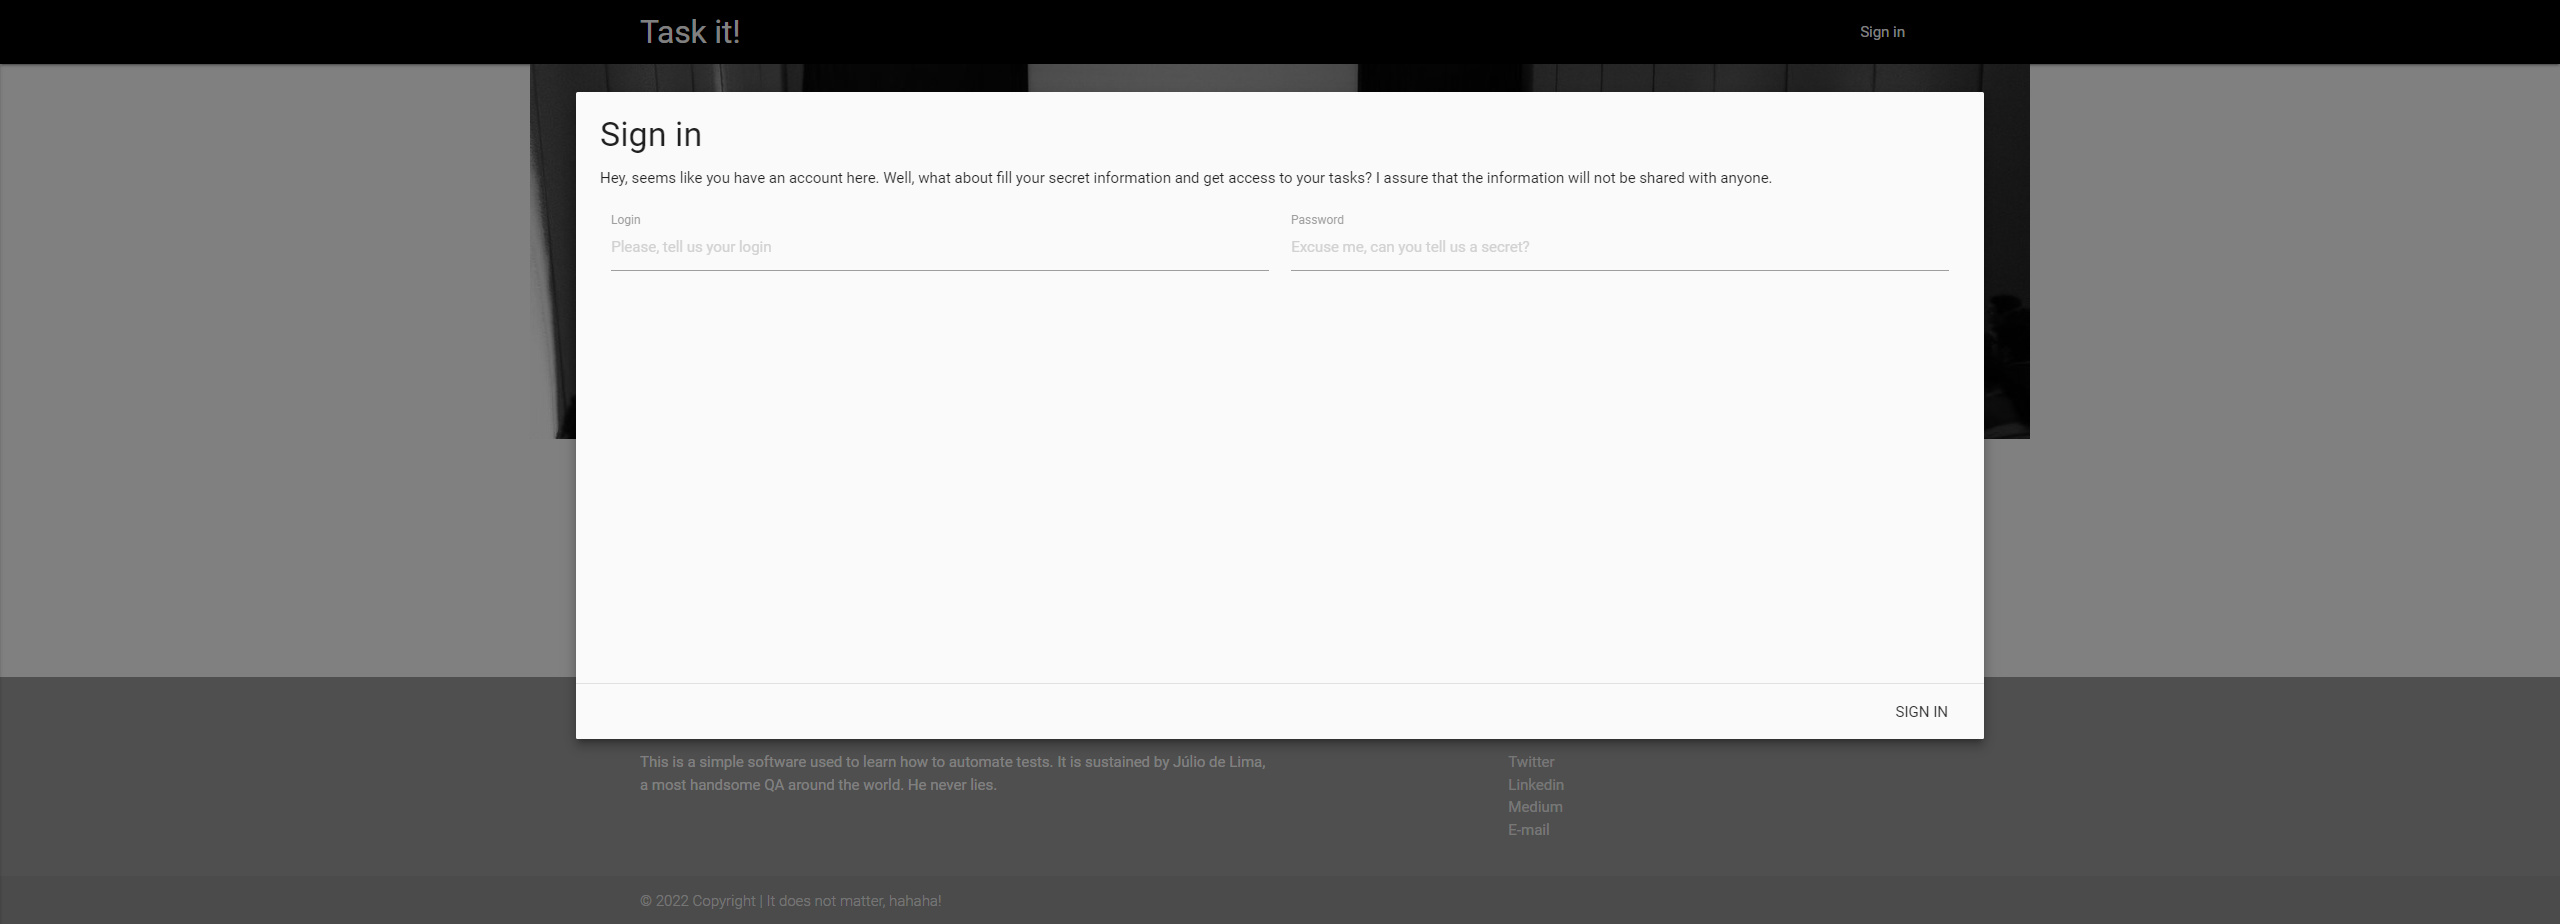 Task it!
Sign in
Sign in
Hey, seems like you have an account here. Well, what about fill your secret information and get access to your tasks? I assure that the information will not be shared with anyone.
Login
Password
Please, tell us your login
Excuse me, can you tell us a secret?
SIGN IN
This is a simple software used to learn how to automate tests. It is sustained by Júlio de Lima,
a most handsome QA around the world. He never lies.
Twitter
Linkedin
Medium
E-mail
© 2022 Copyright | It does not matter, hahaha!